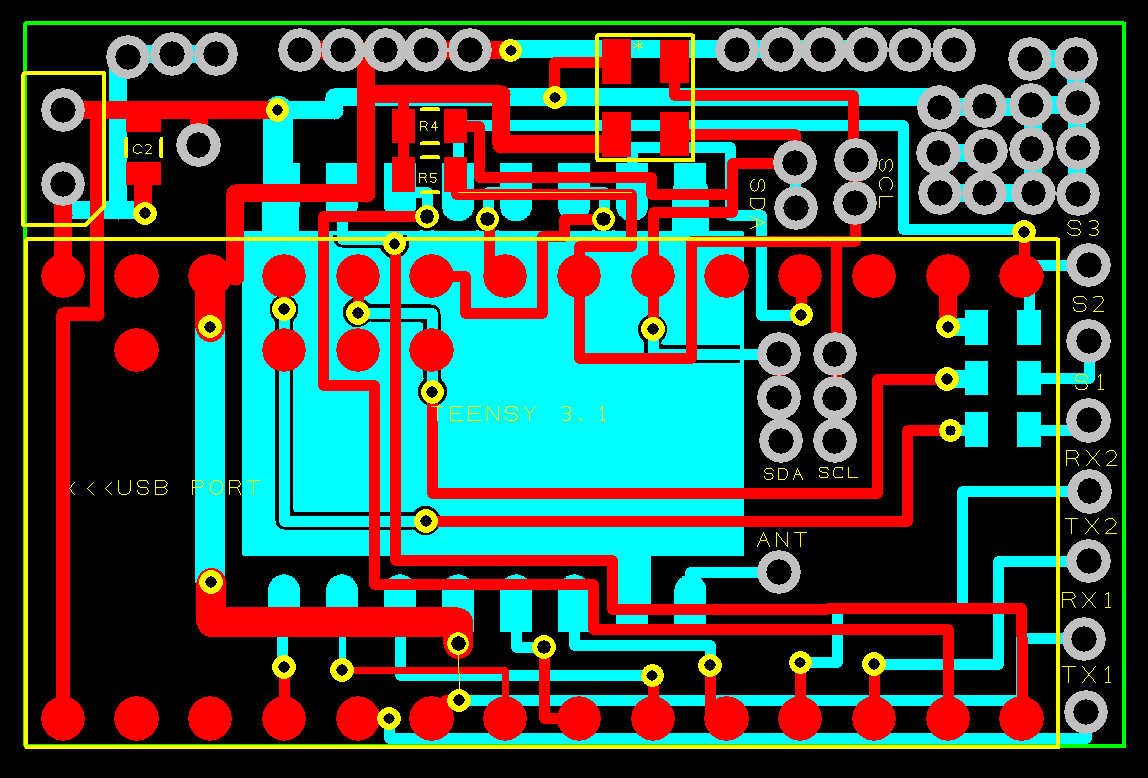 *
R4
C2
R5
SDA
SCL
S3
S2
S1
TEENSY 3.1
RX2
SDA SCL
<<<USB PORT
TX2
ANT
RX1
TX1